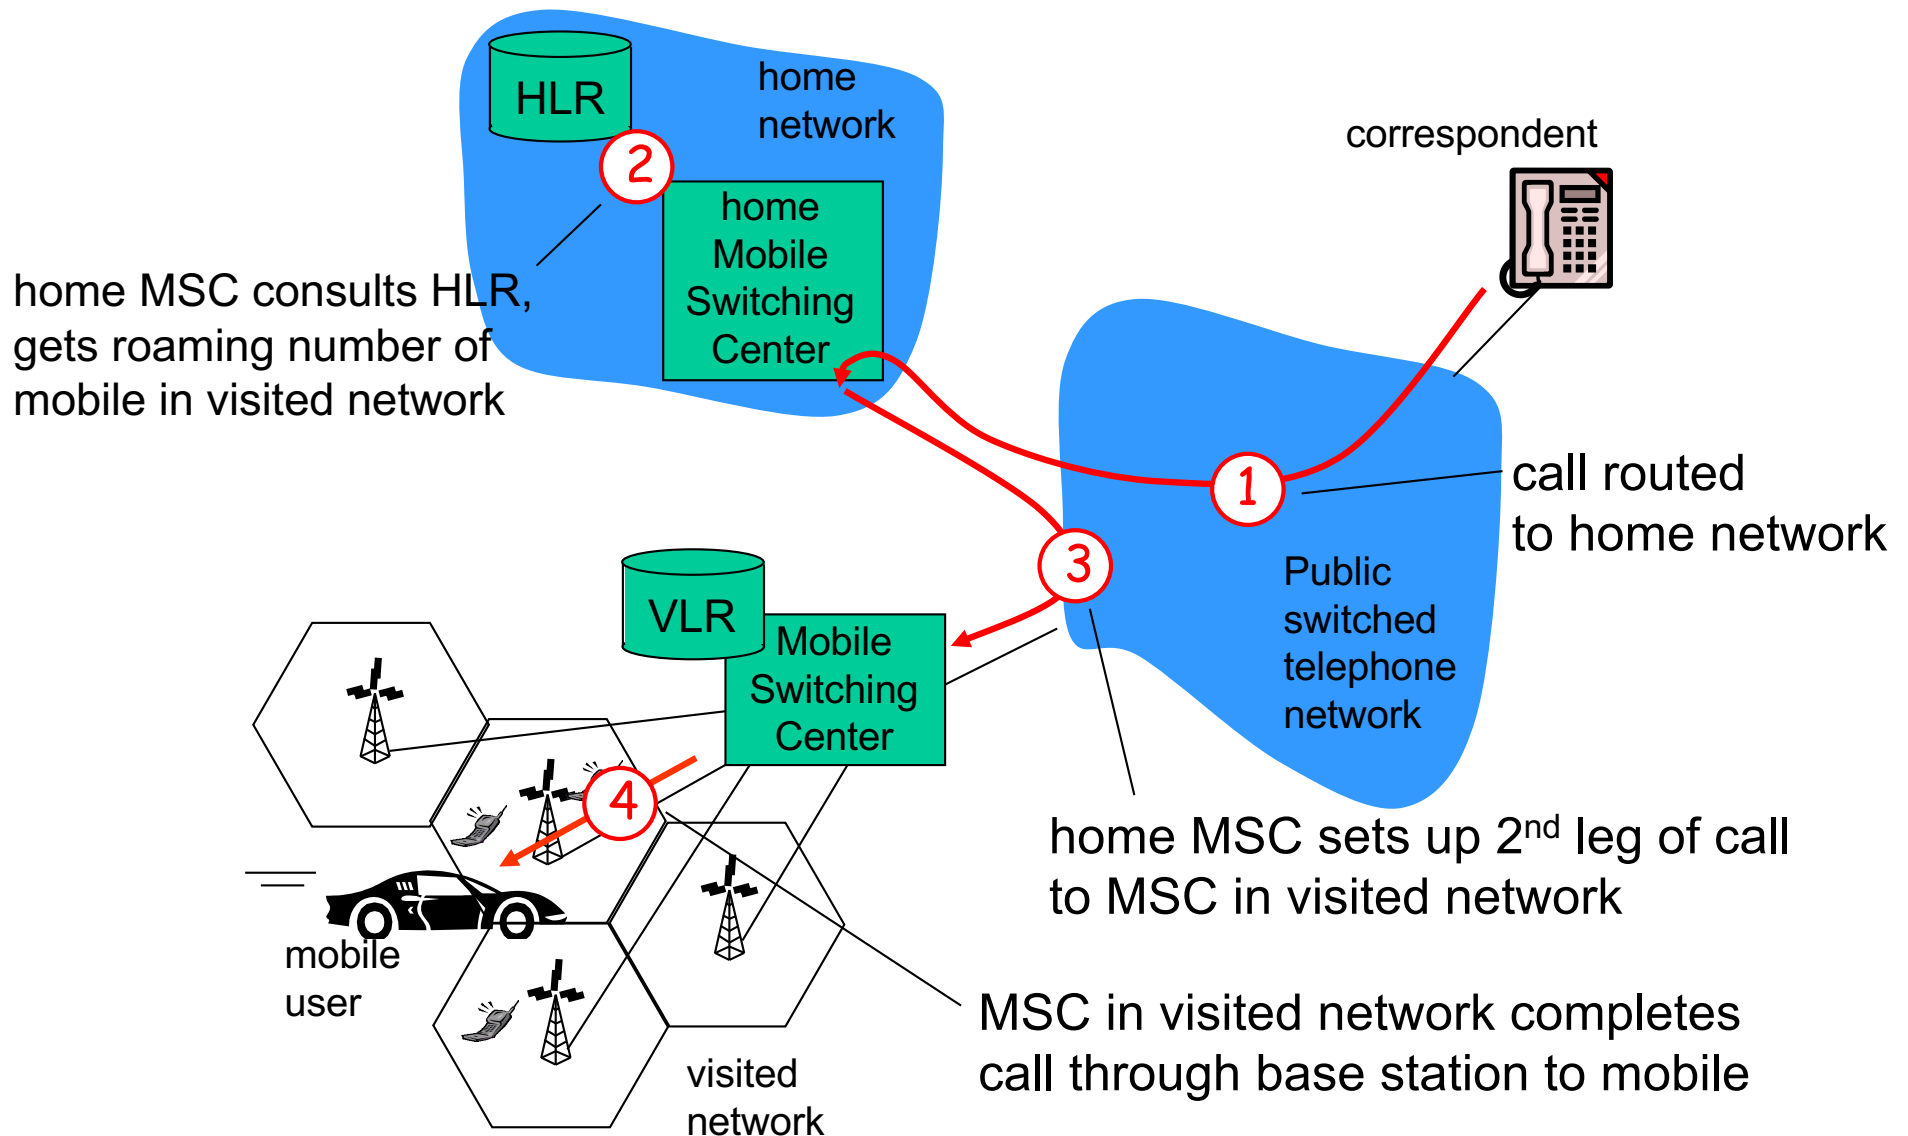 HLR
home
network
2
home
Mobile
Switching
Center
correspondent
home MSC consults HLR,
gets roaming number of
mobile in visited network
1
call routed
to home network
3
Public
switched
telephone
network
VLR
Mobile
Switching
Center
4
home MSC sets up 2nd leg of call
to MSC in visited network
mobile
user
MSC in visited network completes
call through base station to mobile
visited
network